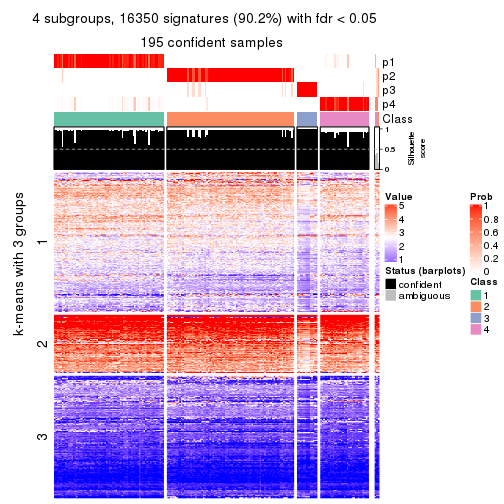 4 subgroups, 16350 signatures (90.2%) with fdr < 0.05
195 confident samples
p1
p2
p3
p4
Class
1
0.5
0
Silhouette
score
k-means with 3 groups
1
2
3
Value
5
4
3
2
1
Status (barplots)
confident
ambiguous
Prob
1
0.8
0.6
0.4
0.2
0
Class
1
2
3
4